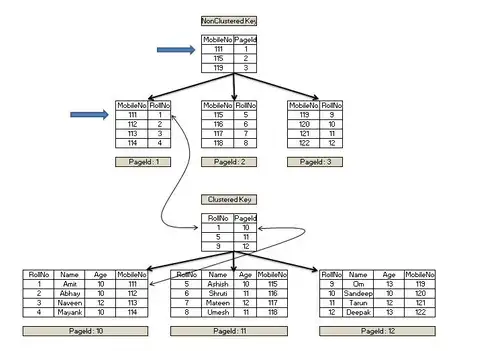 NonClustered Key
MobileNo PageId
111 1
115 2
119 3
MobileNo RollNo
111 1
112 2
113 3
114 4
PageId : 1
MobileNo RollNo
115 5
116 6
117 7
118 8
PageId : 2
MobileNo RollNo
119 9
120 10
121 11
122 12
PageId : 3
Clustered Key
RollNo PageId
1 10
5 11
9 12
RollNo Name Age MobileNo
1 Amit 10 111
2 Abhay 10 112
3 Naveen 12 113
4 Mayank 10 114
PageId : 10
RollNo Name Age MobileNo
5 Ashish 10 115
6 Shruti 11 116
7 Mateen 12 117
8 Umesh 11 118
PageId : 11
RollNo Name Age MobileNo
9 Om 13 119
10 Sandeep 10 120
11 Tarun 12 121
12 Deepak 13 122
PageId : 12